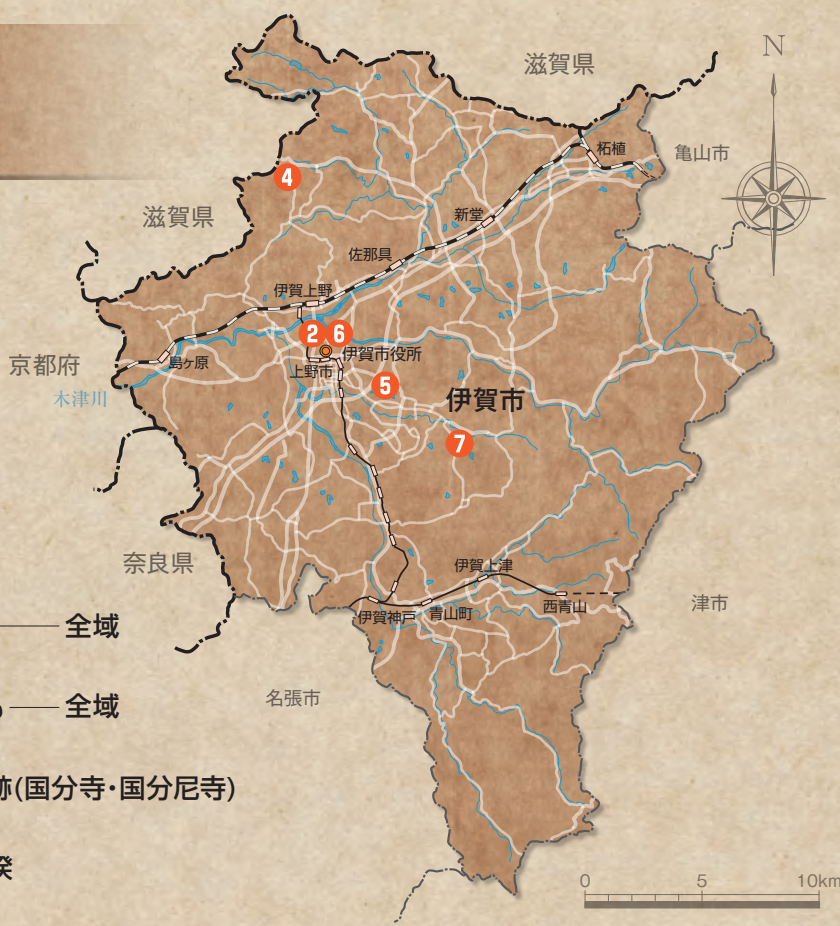 滋賀県
N
柘植
亀山市
4
新堂
滋賀県
佐那具
伊賀上野
2 6
伊賀市役所
島ヶ原
京都府
上野市
5
木津川
伊賀市
7
奈良県
伊賀上津
津市
西青山
伊賀神戸
青山町
全域
名張市
全域
跡(国分寺・国分尼寺)
0 5 10km